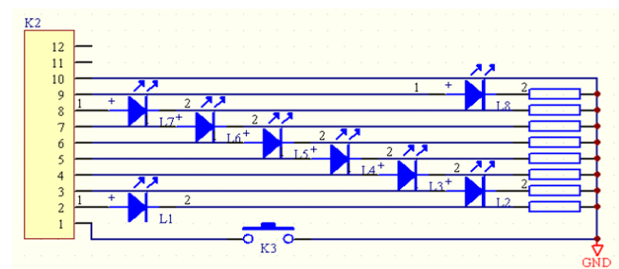 K2
12
11
10
9 1 + 2
8 1 + 2 L8
7 L7 + 2
6 L6 + 2
5 L5 + 2
4 L4 + 2
3 L3 + 2
2 1 + 2 L2
1 L1
K3
GND